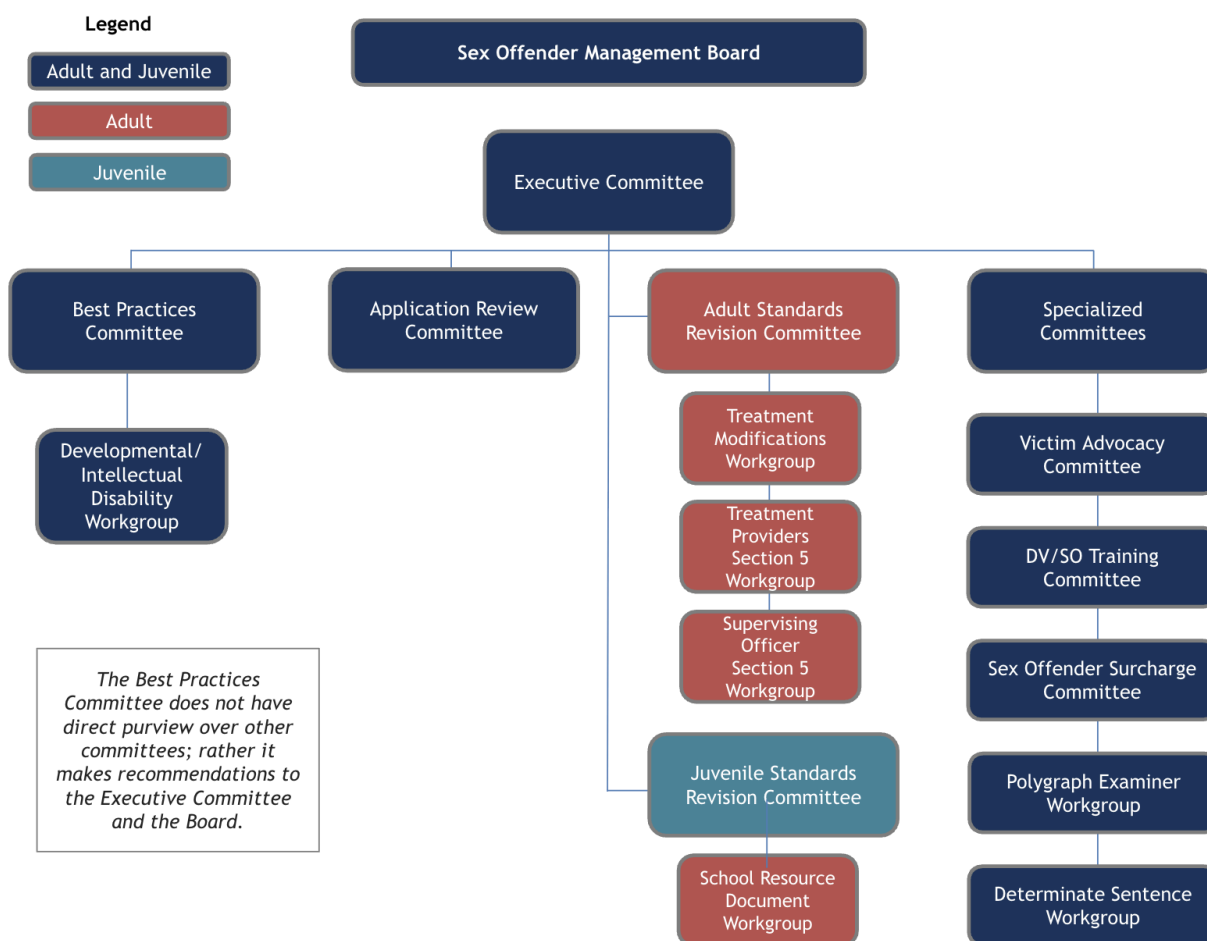 Legend
Adult and Juvenile
Adult
Juvenile
Sex Offender Management Board
Executive Committee
Best Practices
Committee
Application Review
Committee
Adult Standards
Revision Committee
Specialized
Committees
Developmental/
Intellectual
Disability
Workgroup
Treatment
Modifications
Workgroup
Treatment
Providers
Section 5
Workgroup
Supervising
Officer
Section 5
Workgroup
Juvenile Standards
Revision Committee
School Resource
Document
Workgroup
Victim Advocacy
Committee
DV/SO Training
Committee
Sex Offender Surcharge
Committee
Polygraph Examiner
Workgroup
Determinate Sentence
Workgroup
The Best Practices
Committee does not have
direct purview over other
committees; rather it
makes recommendations to
the Executive Committee
and the Board.